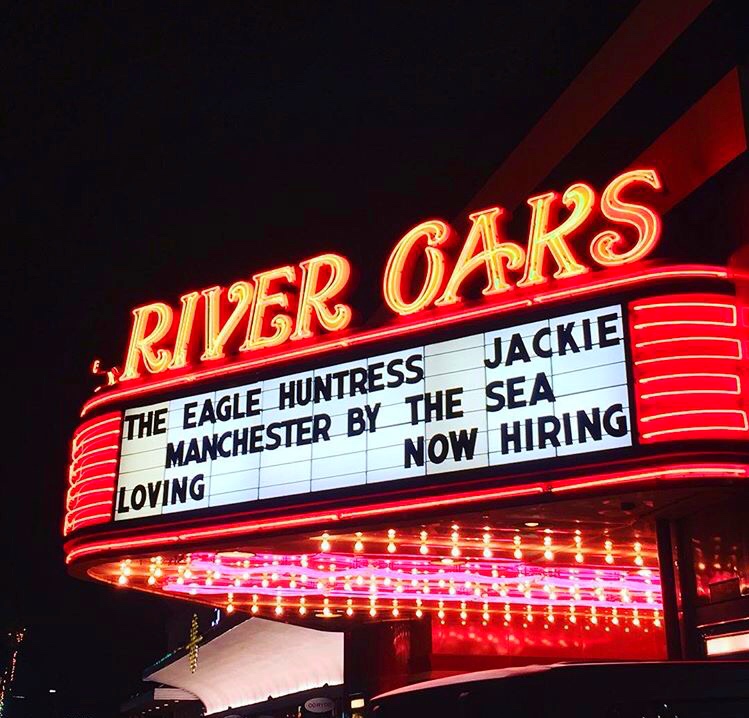 RIVER OAKS
THE EAGLE HUNTRESS JACKIE
MANCHESTER BY THE SEA
LOVING NOW HIRING